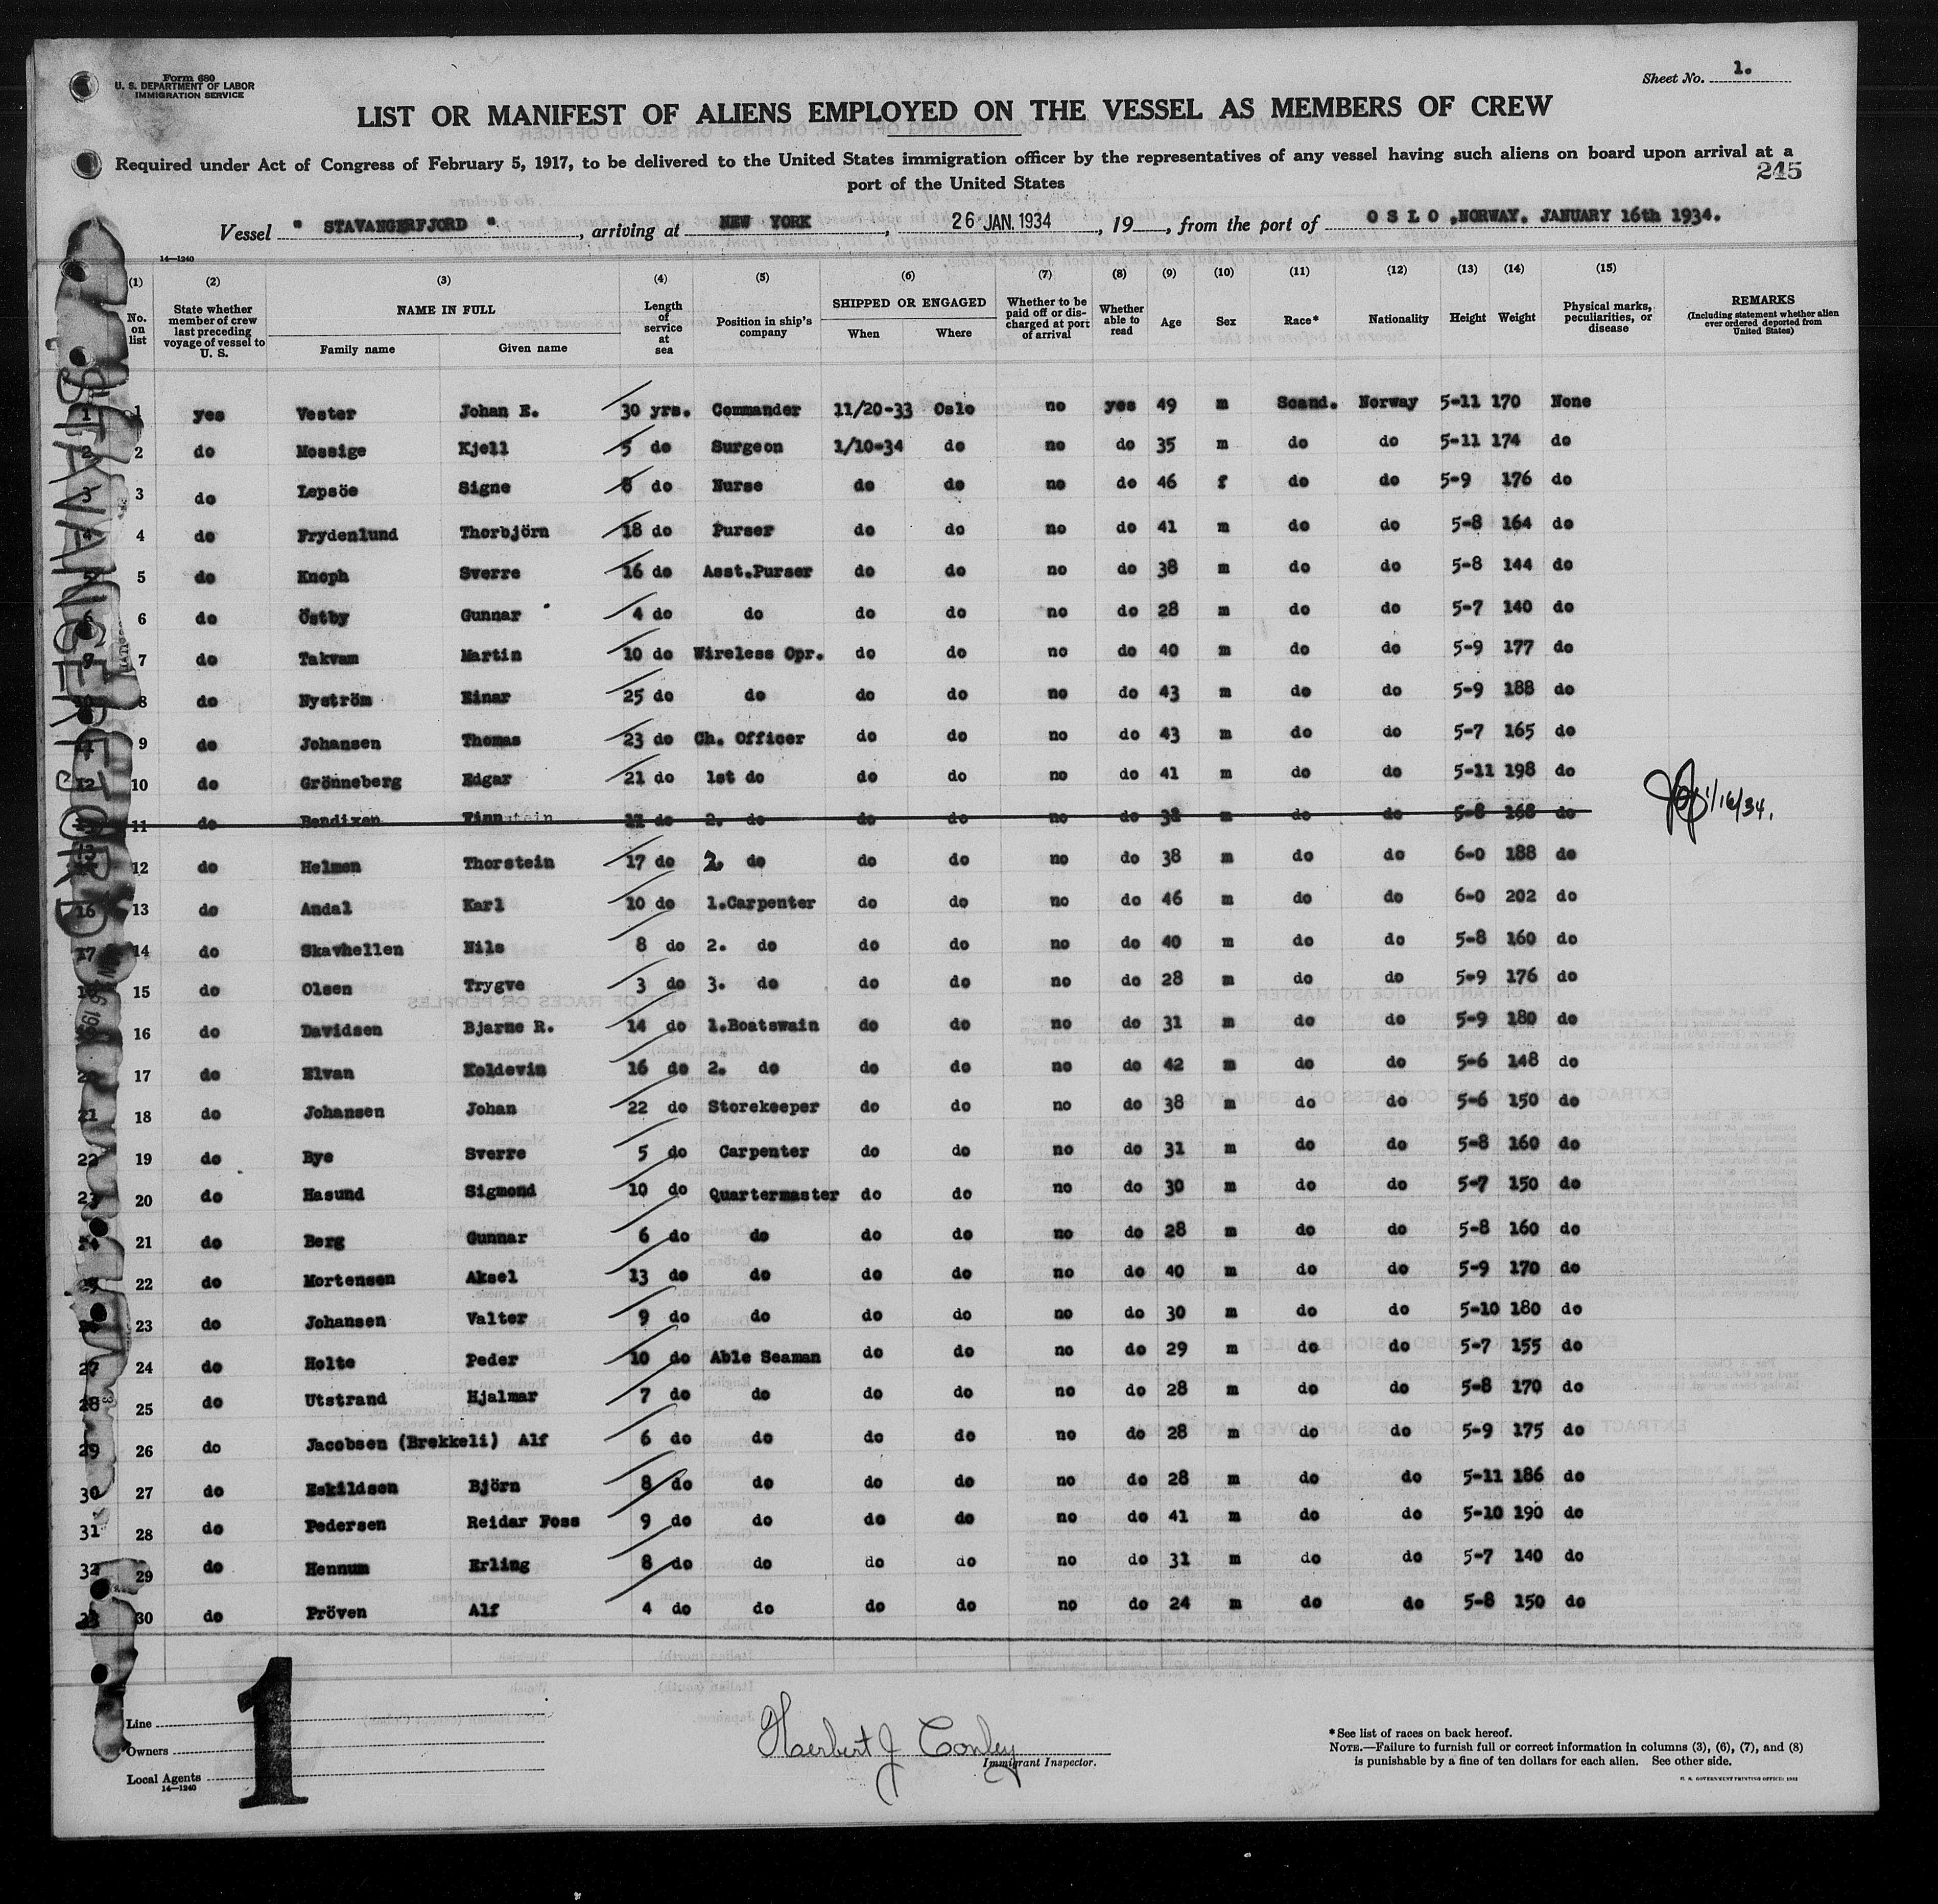 Form 680
U. S. DEPARTMENT OF LABOR
IMMIGRATION SERVICE
Sheet No. 1.
LIST OR MANIFEST OF ALIENS EMPLOYED ON THE VESSEL AS MEMBERS OF CREW
Required under Act of Congress of February 5, 1917, to be delivered to the United States immigration officer by the representatives of any vessel having such aliens on board upon arrival at a
port of the United States
245
Vessel " STAVANGERFJORD ", arriving at NEW YORK, 26 JAN. 1934, 19, from the port of O S L O ,NORWAY. JANUARY 16th 1934.
14—1240
(1) (2) (3) (4) (5) (6) (7) (8) (9) (10) (11) (12) (13) (14) (15)
No. on list State whether member of crew last preceding voyage of vessel to U. S. NAME IN FULL Family name Given name Length of service at sea Position in ship's company SHIPPED OR ENGAGED When Where Whether to be paid off or discharged at port of arrival Whether able to read Age Sex Race* Nationality Height Weight Physical marks, peculiarities, or disease REMARKS (Including statement whether alien ever ordered deported from United States)
1 yes Vester Johan E. 30 yrs. Commander 11/20-33 Oslo no yes 49 m Scand. Norway 5-11 170 None
2 do Mossige Kjell 5 do Surgeon 1/10-34 do no do 35 m do do 5-11 174 do
3 do Lepsöe Signe 8 do Nurse do do no do 46 f do do 5-9 176 do
4 do Frydenlund Thorbjörn 18 do Purser do do no do 41 m do do 5-8 164 do
5 do Knoph Sverre 16 do Asst.Purser do do no do 38 m do do 5-8 144 do
6 do Östby Gunnar 4 do do do do no do 28 m do do 5-7 140 do
7 do Takvam Martin 10 do Wireless Opr. do do no do 40 m do do 5-9 177 do
8 do Nyström Einar 25 do do do do no do 43 m do do 5-9 188 do
9 do Johansen Thomas 23 do Ch. Officer do do no do 43 m do do 5-7 165 do
10 do Grönneberg Edgar 21 do 1st do do do no do 41 m do do 5-11 198 do
11 do Bendixen Finn do 2. do do do no do 38 m do do 5-8 168 do 1/16/34.
12 do Helmen Thorstein 17 do 2. do do do no do 38 m do do 6-0 188 do
13 do Andal Karl 10 do 1.Carpenter do do no do 46 m do do 6-0 202 do
14 do Skavhellen Nils 8 do 2. do do do no do 40 m do do 5-8 160 do
15 do Olsen Trygve 3 do 3. do do do no do 28 m do do 5-9 176 do
16 do Davidsen Bjarne R. 14 do 1.Boatswain do do no do 31 m do do 5-9 180 do
17 do Elvan Koldevin 16 do 2. do do do no do 42 m do do 5-6 148 do
18 do Johansen Johan 22 do Storekeeper do do no do 38 m do do 5-6 150 do
19 do Bye Sverre 5 do Carpenter do do no do 31 m do do 5-8 160 do
20 do Hasund Sigmond 10 do Quartermaster do do no do 30 m do do 5-7 150 do
21 do Berg Gunnar 6 do do do do no do 28 m do do 5-8 160 do
22 do Mortensen Aksel 13 do do do do no do 40 m do do 5-9 170 do
23 do Johansen Valter 9 do do do do no do 30 m do do 5-10 180 do
24 do Holte Peder 10 do Able Seaman do do no do 29 m do do 5-7 155 do
25 do Utstrand Hjalmar 7 do do do do no do 28 m do do 5-8 170 do
26 do Jacobsen (Brekkeli) Alf 6 do do do do no do 28 m do do 5-9 175 do
27 do Eskildsen Björn 8 do do do do no do 28 m do do 5-11 186 do
28 do Pedersen Reidar Foss 9 do do do do no do 41 m do do 5-10 190 do
29 do Hennum Erling 8 do do do do no do 31 m do do 5-7 140 do
30 do Pröven Alf 4 do do do do no do 24 m do do 5-8 150 do
STAVANGERFJORD
1
Line
Owners
Local Agents
14—1240
Herbert J Conley
Immigrant Inspector.
*See list of races on back hereof.
NOTE.—Failure to furnish full or correct information in columns (3), (6), (7), and (8)
is punishable by a fine of ten dollars for each alien. See other side.